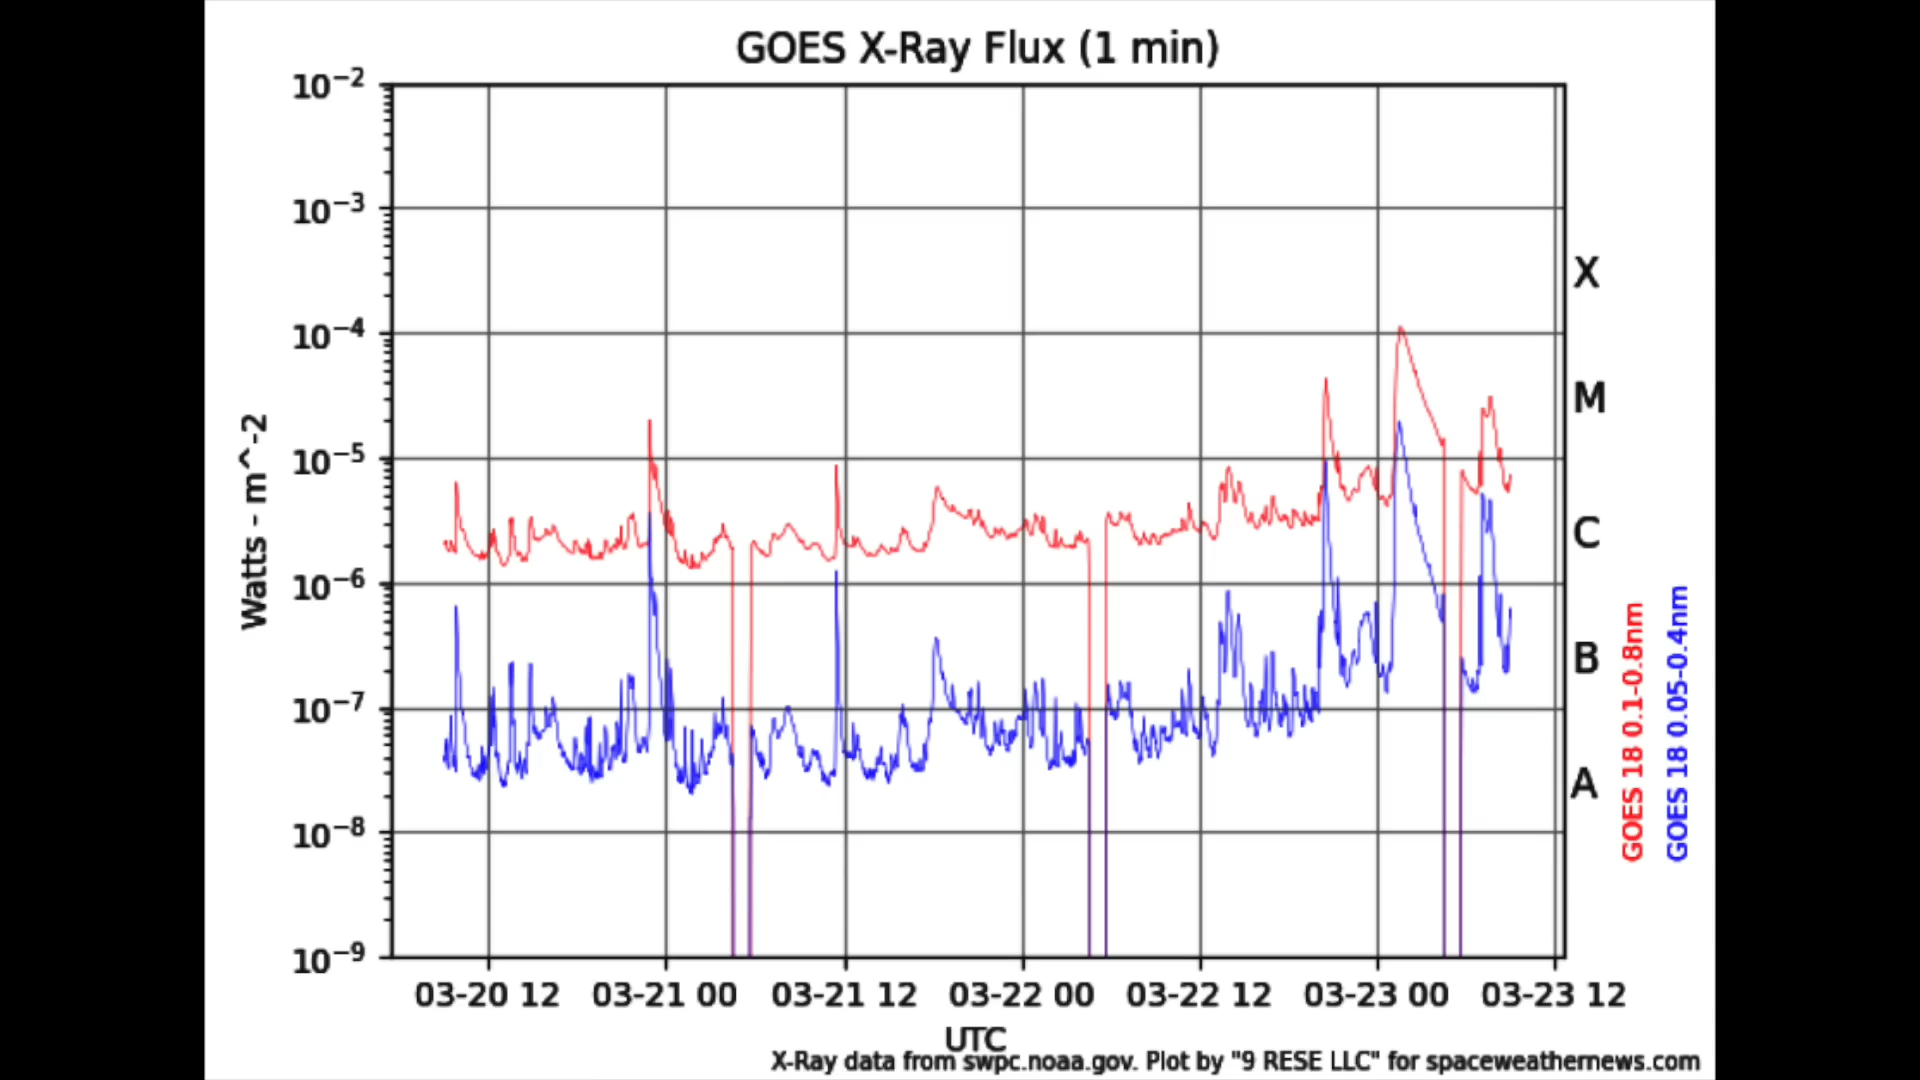 GOES X-Ray Flux (1 min)
10⁻²
10⁻³
10⁻⁴
10⁻⁵
10⁻⁶
10⁻⁷
10⁻⁸
10⁻⁹
Watts - m^-2
X
M
C
B
A
GOES 18 0.1-0.8nm
GOES 18 0.05-0.4nm
03-20 12 03-21 00 03-21 12 03-22 00 03-22 12 03-23 00 03-23 12
UTC
X-Ray data from swpc.noaa.gov. Plot by "9 RESE LLC" for spaceweathernews.com